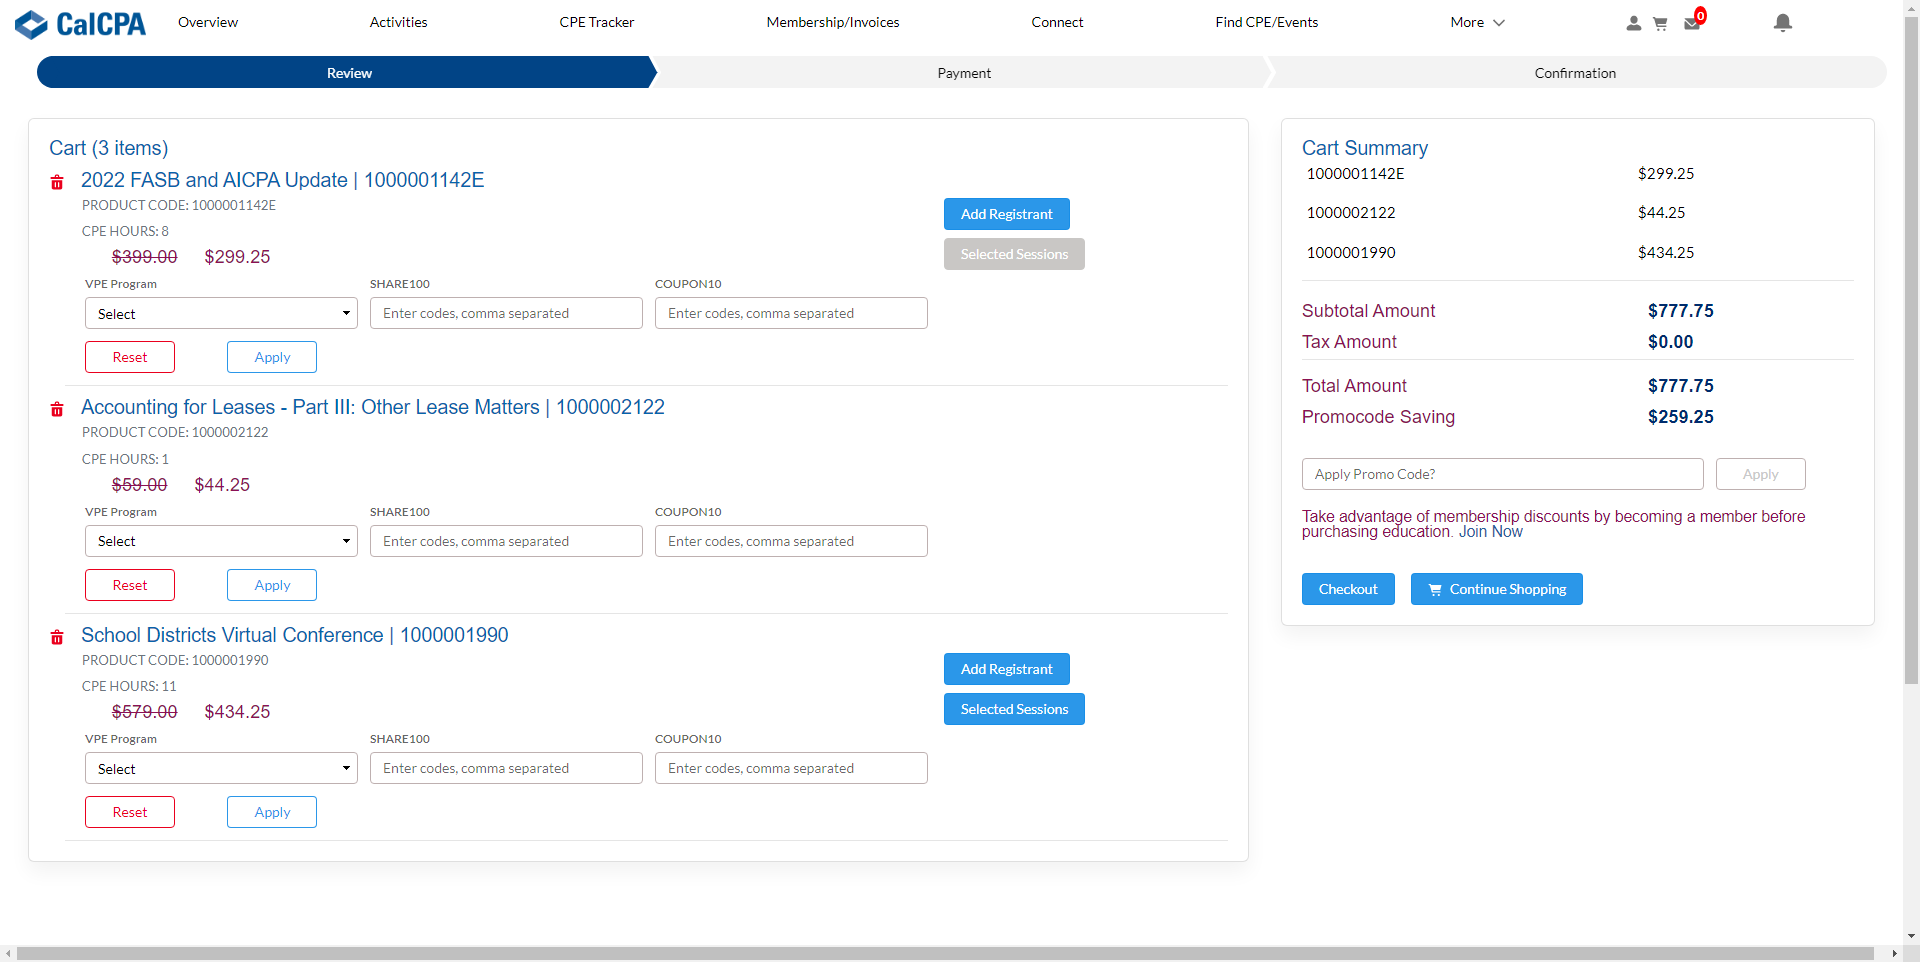 CalCPA
Overview
Activities
CPE Tracker
Membership/Invoices
Connect
Find CPE/Events
More
0
Review
Payment
Confirmation
Cart (3 items)
2022 FASB and AICPA Update | 1000001142E
PRODUCT CODE: 1000001142E
CPE HOURS: 8
$399.00 $299.25
Add Registrant
Selected Sessions
VPE Program
SHARE100
COUPON10
Select
Enter codes, comma separated
Enter codes, comma separated
Reset
Apply
Accounting for Leases - Part III: Other Lease Matters | 1000002122
PRODUCT CODE: 1000002122
CPE HOURS: 1
$59.00 $44.25
VPE Program
SHARE100
COUPON10
Select
Enter codes, comma separated
Enter codes, comma separated
Reset
Apply
School Districts Virtual Conference | 1000001990
PRODUCT CODE: 1000001990
CPE HOURS: 11
$579.00 $434.25
Add Registrant
Selected Sessions
VPE Program
SHARE100
COUPON10
Select
Enter codes, comma separated
Enter codes, comma separated
Reset
Apply
Cart Summary
1000001142E $299.25
1000002122 $44.25
1000001990 $434.25
Subtotal Amount $777.75
Tax Amount $0.00
Total Amount $777.75
Promocode Saving $259.25
Apply Promo Code?
Apply
Take advantage of membership discounts by becoming a member before
purchasing education. Join Now
Checkout
Continue Shopping